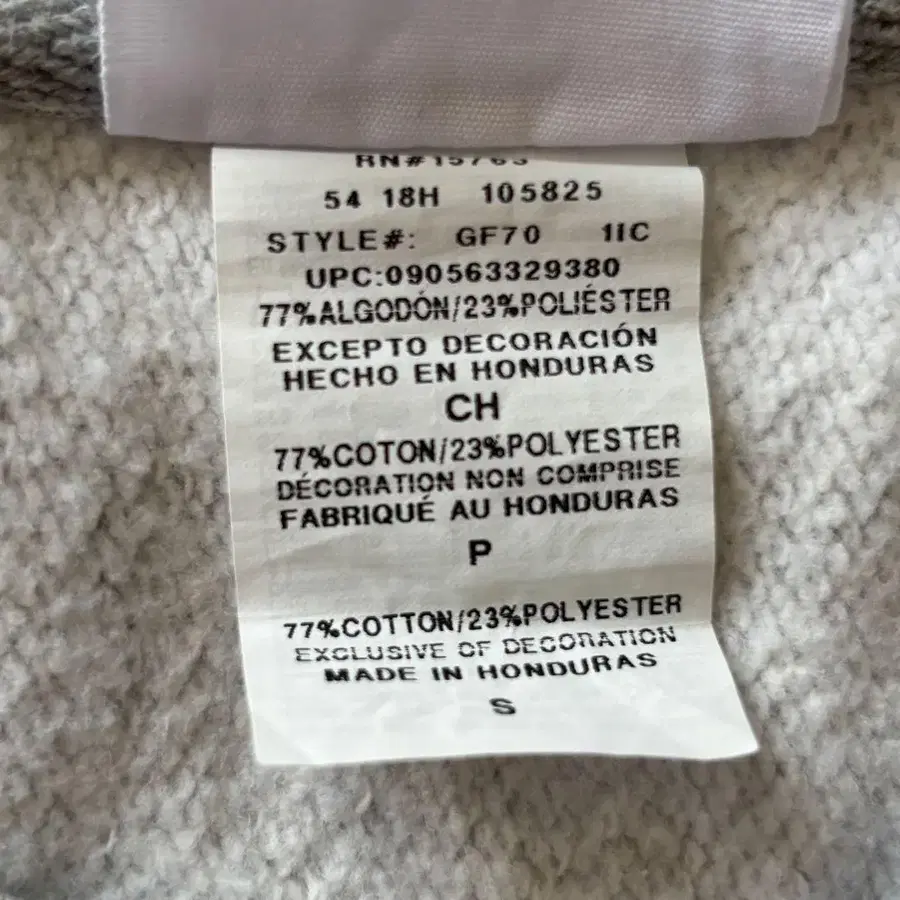 RN#15763
54 18H 105825
STYLE#: GF70 1IC
UPC:090563329380
77%ALGODÓN/23%POLIÉSTER
EXCEPTO DECORACIÓN
HECHO EN HONDURAS
CH
77%COTON/23%POLYESTER
DÉCORATION NON COMPRISE
FABRIQUÉ AU HONDURAS
P
77%COTTON/23%POLYESTER
EXCLUSIVE OF DECORATION
MADE IN HONDURAS
S